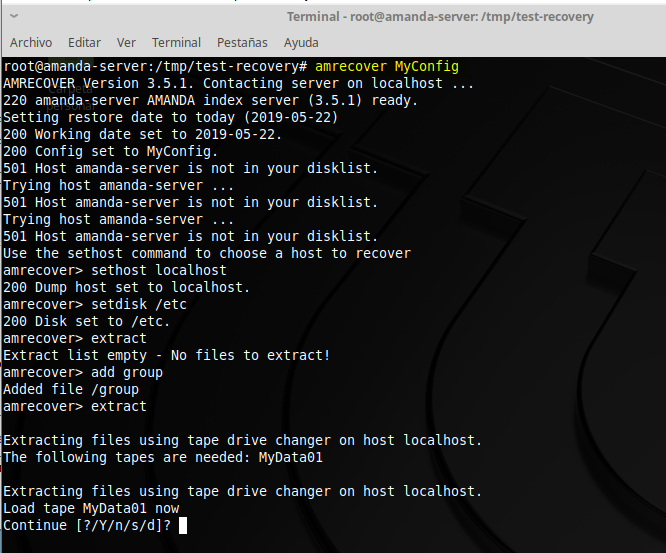 Terminal - root@amanda-server: /tmp/test-recovery
Archivo Editar Ver Terminal Pestañas Ayuda
root@amanda-server:/tmp/test-recovery# amrecover MyConfig
AMRECOVER Version 3.5.1. Contacting server on localhost ...
220 amanda-server AMANDA index server (3.5.1) ready.
Setting restore date to today (2019-05-22)
200 Working date set to 2019-05-22.
200 Config set to MyConfig.
501 Host amanda-server is not in your disklist.
Trying host amanda-server ...
501 Host amanda-server is not in your disklist.
Trying host amanda-server ...
501 Host amanda-server is not in your disklist.
Use the sethost command to choose a host to recover
amrecover> sethost localhost
200 Dump host set to localhost.
amrecover> setdisk /etc
200 Disk set to /etc.
amrecover> extract
Extract list empty - No files to extract!
amrecover> add group
Added file /group
amrecover> extract
Extracting files using tape drive changer on host localhost.
The following tapes are needed: MyData01
Extracting files using tape drive changer on host localhost.
Load tape MyData01 now
Continue [?/Y/n/s/d]?
Carpeta
personal